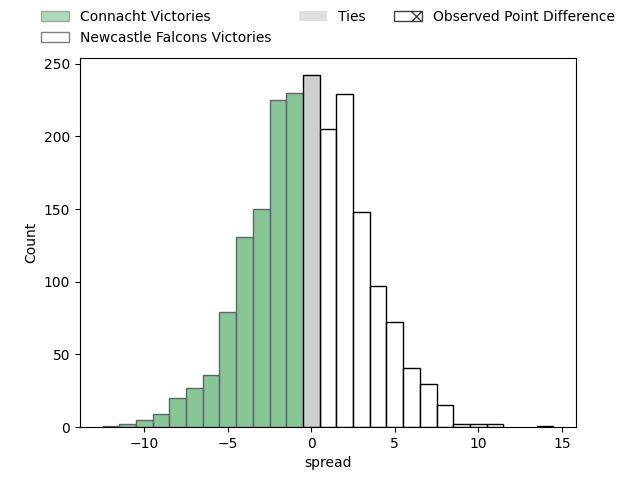 Connacht Victories
Ties
Observed Point Difference
Newcastle Falcons Victories
250
200
150
100
50
0
Count
−10
−5
0
5
10
15
spread